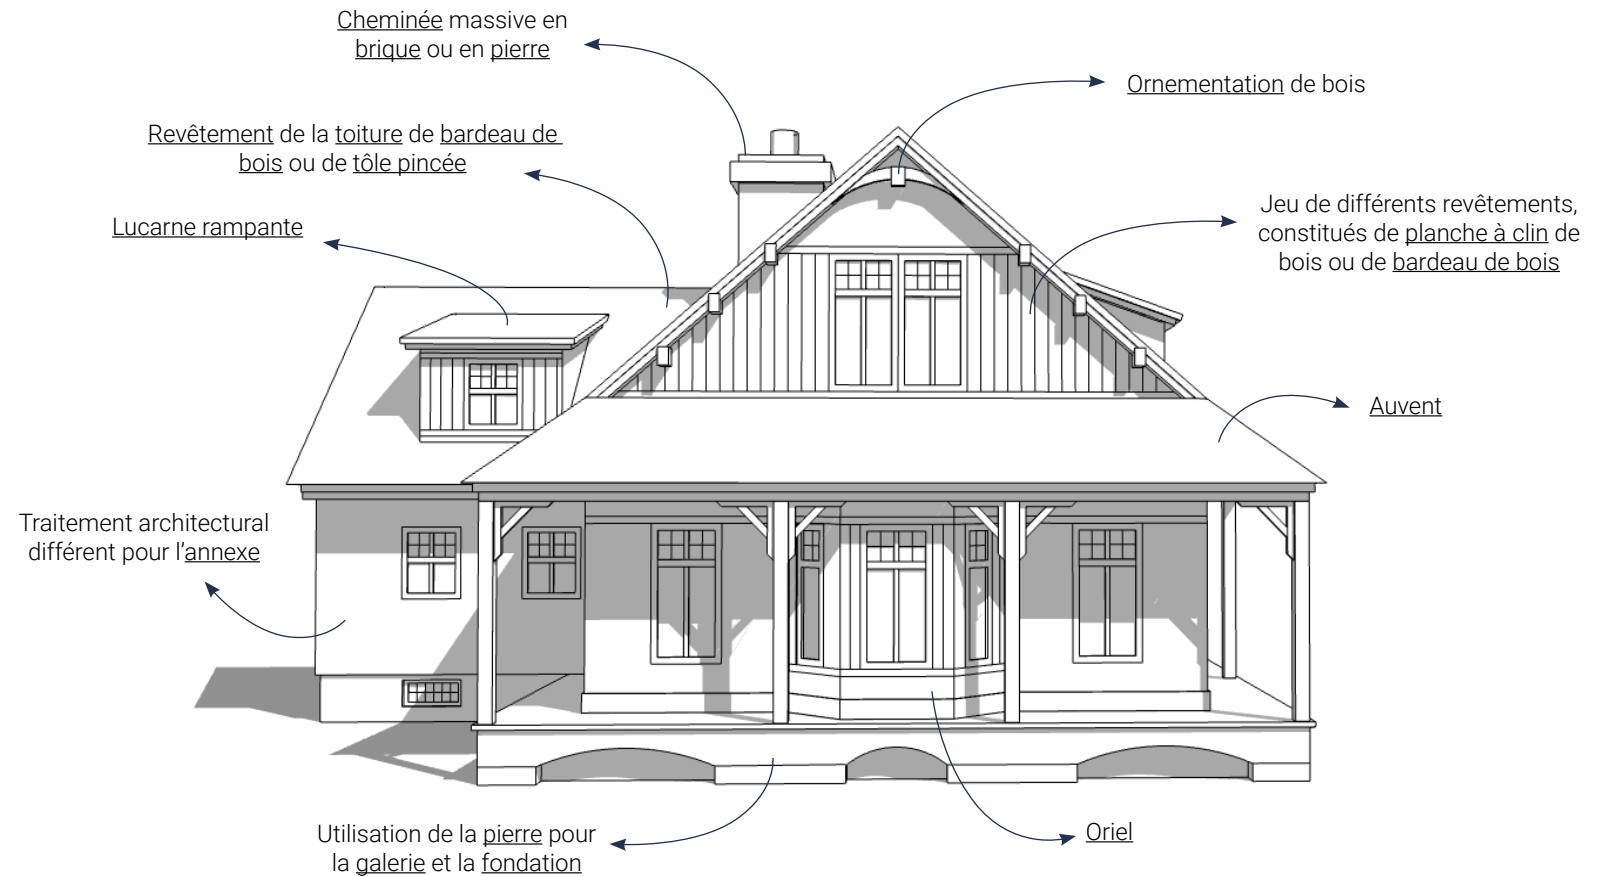 Cheminée massive en
brique ou en pierre
Ornementation de bois
Revêtement de la toiture de bardeau de
bois ou de tôle pincée
Jeu de différents revêtements,
constitués de planche à clin de
bois ou de bardeau de bois
Lucarne rampante
Auvent
Traitement architectural
différent pour l'annexe
Utilisation de la pierre pour
la galerie et la fondation
Oriel